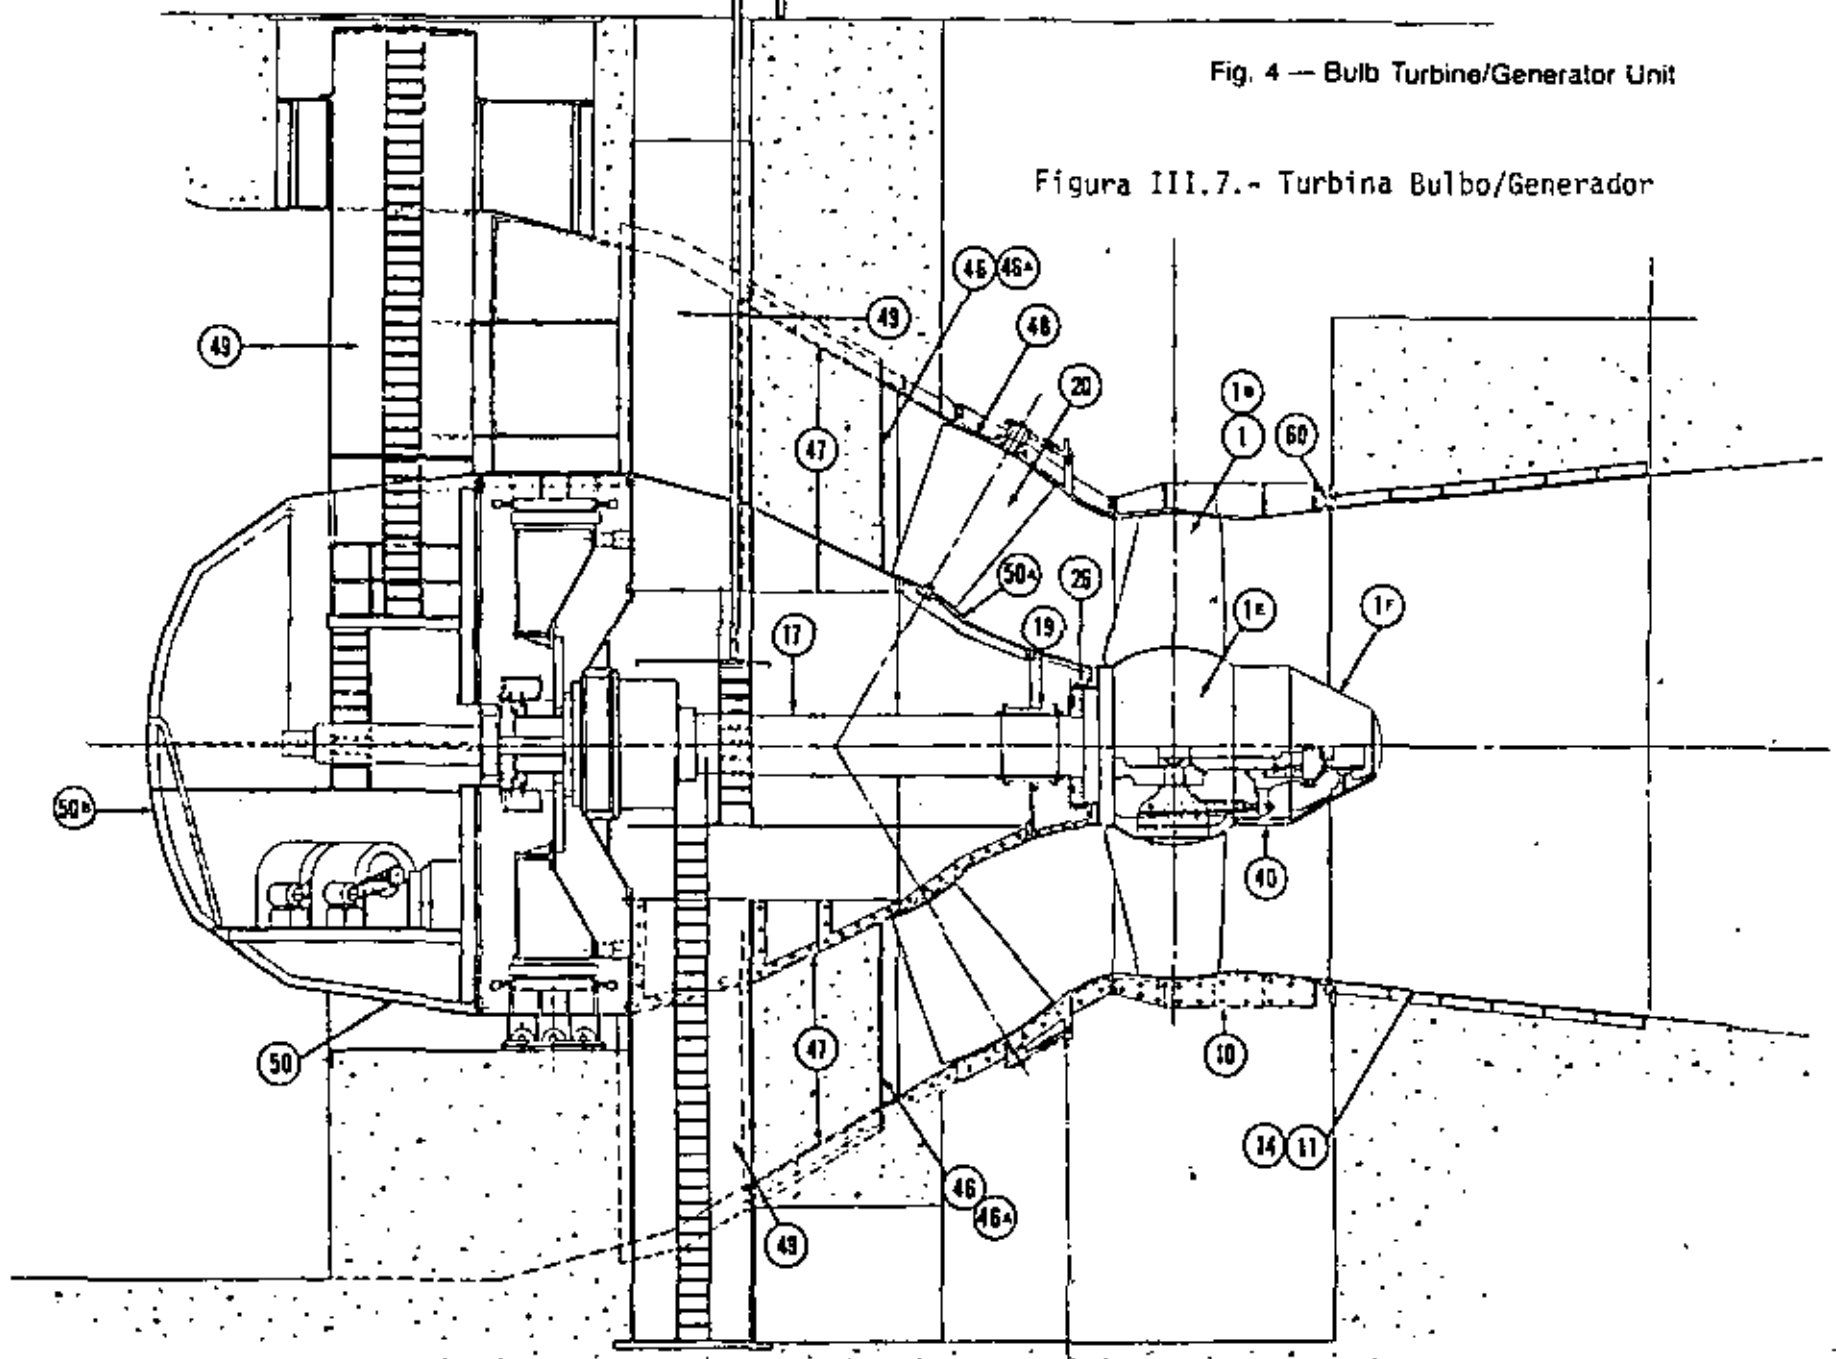 Fig. 4 — Bulb Turbine/Generator Unit
Figura III.7.- Turbina Bulbo/Generador
46 46A
49
48
49
20
1B
1
60
47
50A
26
19
1E
1F
17
50B
40
50
47
10
14 11
46
46A
49